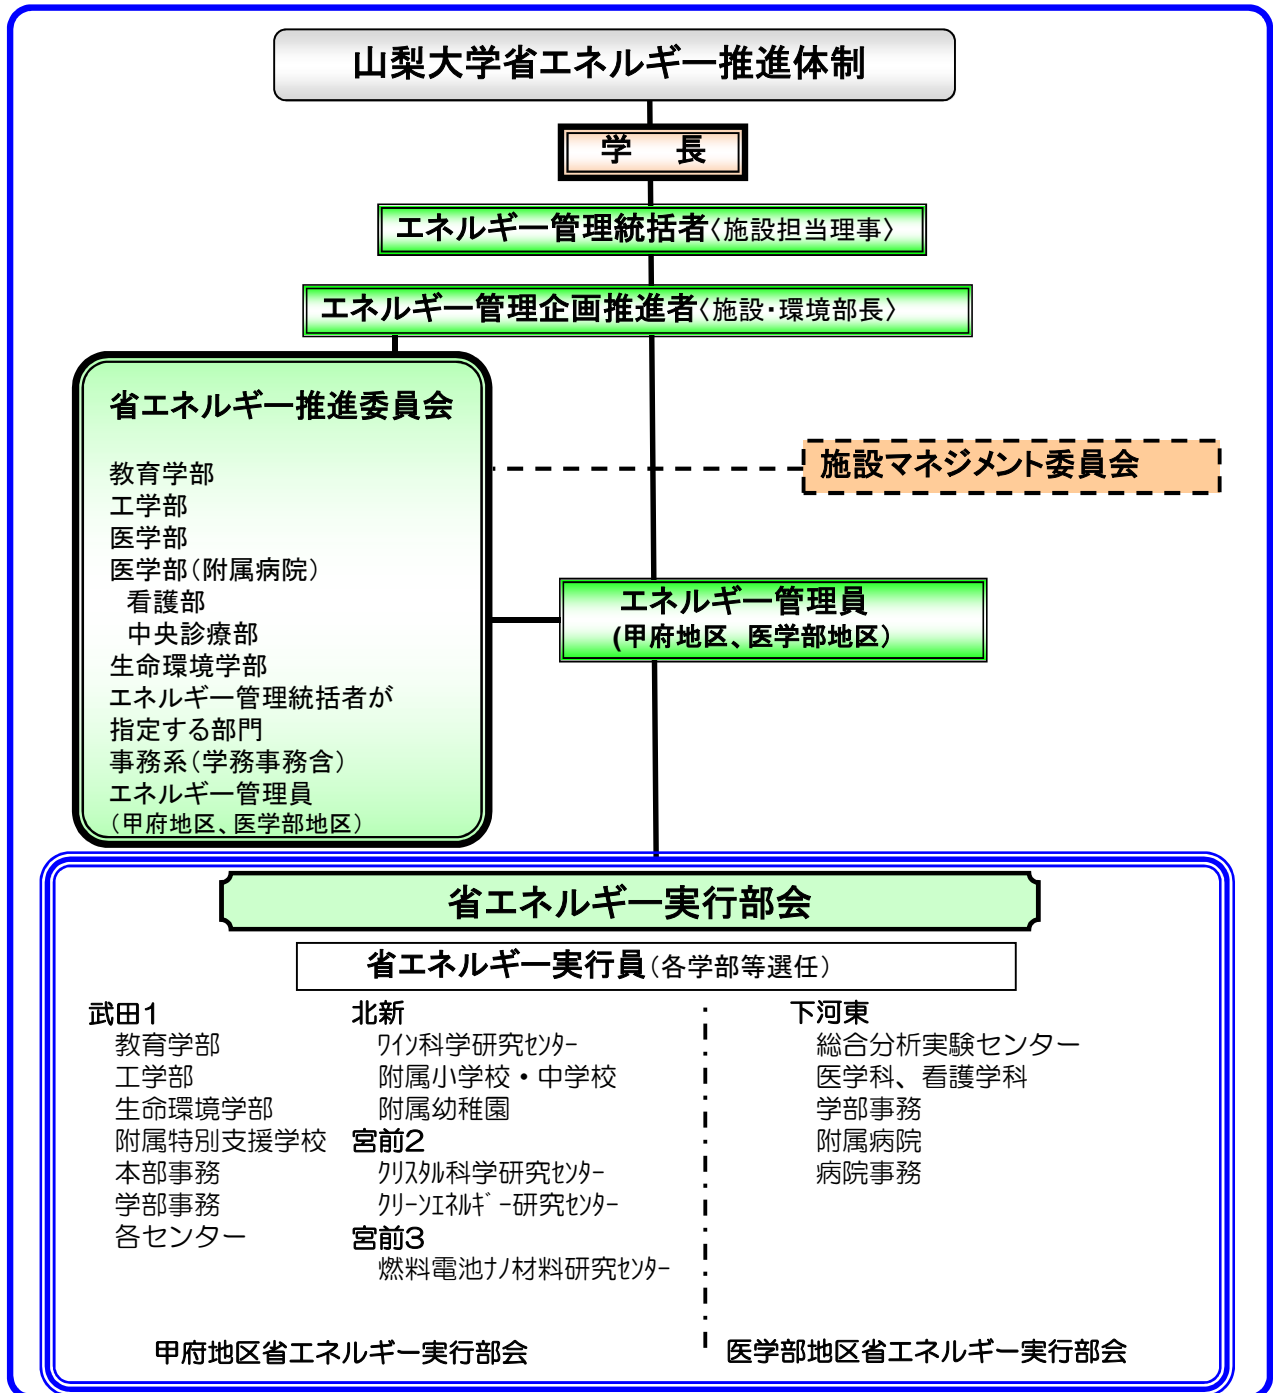 山梨大学省エネルギー推進体制
学　長
エネルギー管理統括者〈施設担当理事〉
エネルギー管理企画推進者〈施設・環境部長〉
省エネルギー推進委員会
教育学部
工学部
医学部
医学部（附属病院）
看護部
中央診療部
生命環境学部
エネルギー管理統括者が
指定する部門
事務系（学務事務含）
エネルギー管理員
（甲府地区、医学部地区）
施設マネジメント委員会
エネルギー管理員
(甲府地区、医学部地区）
省エネルギー実行部会
省エネルギー実行員（各学部等選任）
武田１
教育学部
工学部
生命環境学部
附属特別支援学校
本部事務
学部事務
各センター
北新
ﾜｲﾝ科学研究ｾﾝﾀｰ
附属小学校・中学校
附属幼稚園
宮前２
ｸﾘｽﾀﾙ科学研究ｾﾝﾀｰ
ｸﾘｰﾝｴﾈﾙｷﾞｰ研究ｾﾝﾀｰ
宮前３
燃料電池ﾅﾉ材料研究ｾﾝﾀｰ
甲府地区省エネルギー実行部会
下河東
総合分析実験センター
医学科、看護学科
学部事務
附属病院
病院事務
医学部地区省エネルギー実行部会